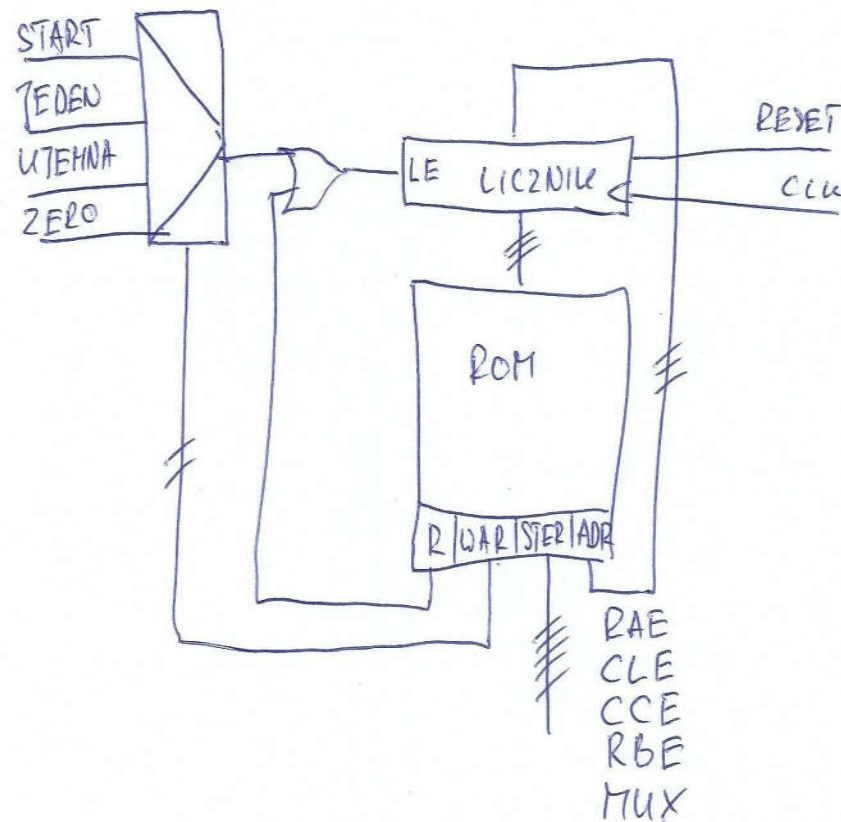 START
JEDEN
UJEMNA
ZERO
LE LICZNIK
RESET
CLK
ROM
R WAR STER ADR
RAE
CLE
CCE
RBE
MUX